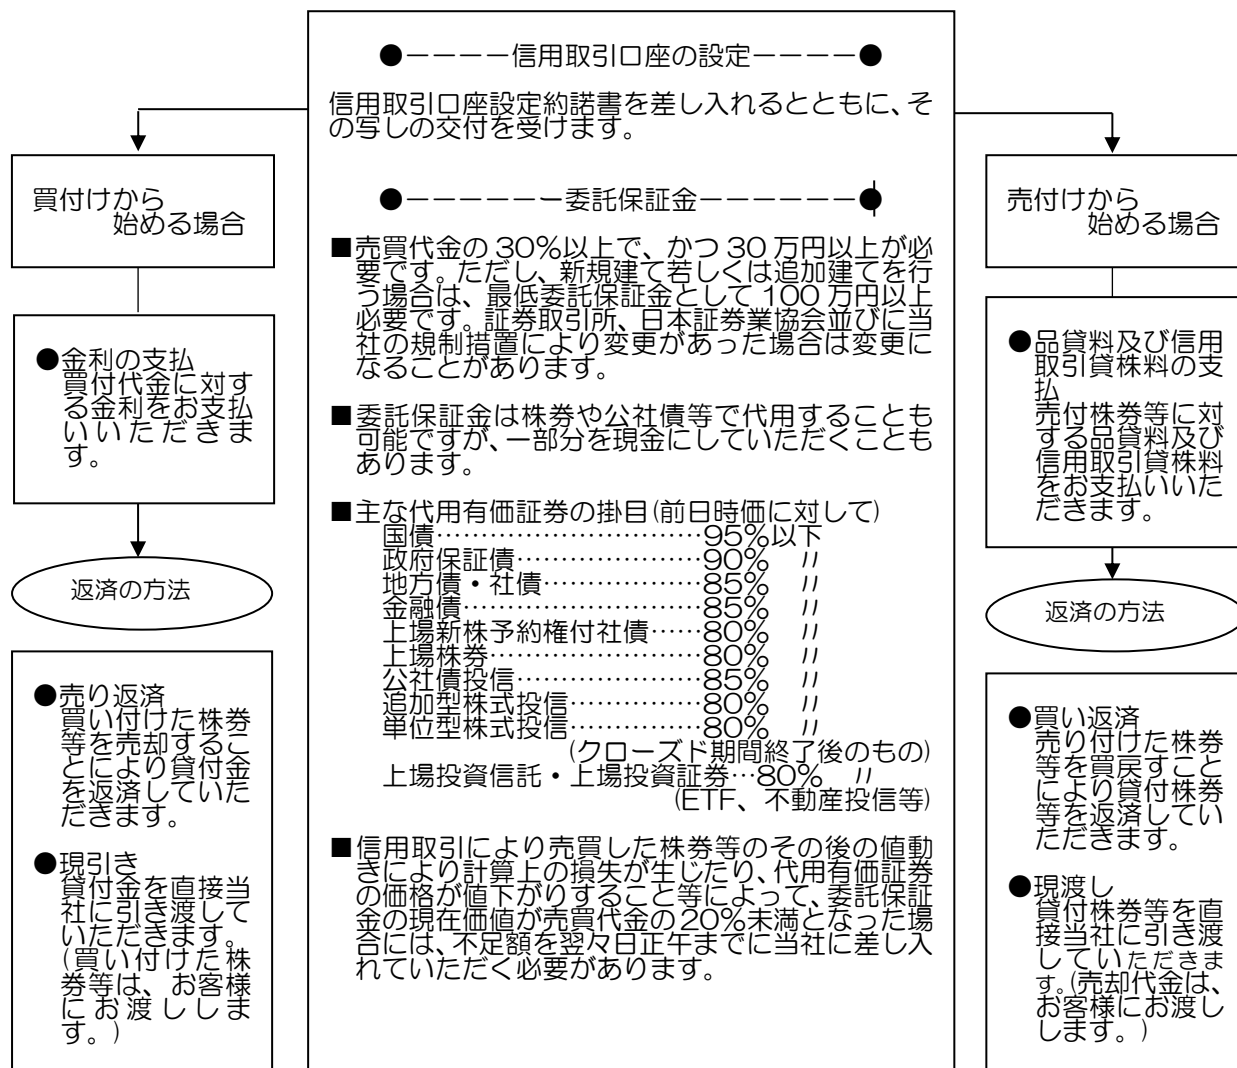 ●－－－－信用取引口座の設定－－－－●
信用取引口座設定約諾書を差し入れるとともに、そ
の写しの交付を受けます。
●－－－－－－委託保証金－－－－－－●
■売買代金の 30％以上で、かつ 30 万円以上が必
要です。ただし、新規建て若しくは追加建てを行
う場合は、最低委託保証金として 100 万円以上
必要です。証券取引所、日本証券業協会並びに当
社の規制措置により変更があった場合は変更に
なることがあります。
■委託保証金は株券や公社債等で代用することも
可能ですが、一部分を現金にしていただくことも
あります。
■主な代用有価証券の掛目(前日時価に対して)
国債…………………………95％以下
政府保証債…………………90％ 〃
地方債・社債………………85％ 〃
金融債………………………85％ 〃
上場新株予約権付社債……80％ 〃
上場株券……………………80％ 〃
公社債投信…………………85％ 〃
追加型株式投信……………80％ 〃
単位型株式投信……………80％ 〃
(クローズド期間終了後のもの)
上場投資信託・上場投資証券…80％ 〃
(ETF、不動産投信等)
■信用取引により売買した株券等のその後の値動
きにより計算上の損失が生じたり、代用有価証券
の価格が値下がりすること等によって、委託保証
金の現在価値が売買代金の20％未満となった場
合には、不足額を翌々日正午までに当社に差し入
れていただく必要があります。
買付けから
始める場合
●金利の支払
買付代金に対す
る金利をお支払
いいただきま
す。
返済の方法
●売り返済
買い付けた株券
等を売却するこ
とにより貸付金
を返済していた
だきます。
●現引き
貸付金を直接当
社に引き渡して
いただきます。
(買い付けた株
券等は、お客様
にお渡ししま
す。)
売付けから
始める場合
●品貸料及び信用
取引貸株料の支
払
売付株券等に対
する品貸料及び
信用取引貸株料
をお支払いいた
だきます。
返済の方法
●買い返済
売り付けた株券
等を買戻すこと
により貸付株券
等を返済してい
ただきます。
●現渡し
貸付株券等を直
接当社に引き渡
していただきま
す。(売却代金は、
お客様にお渡し
します。)